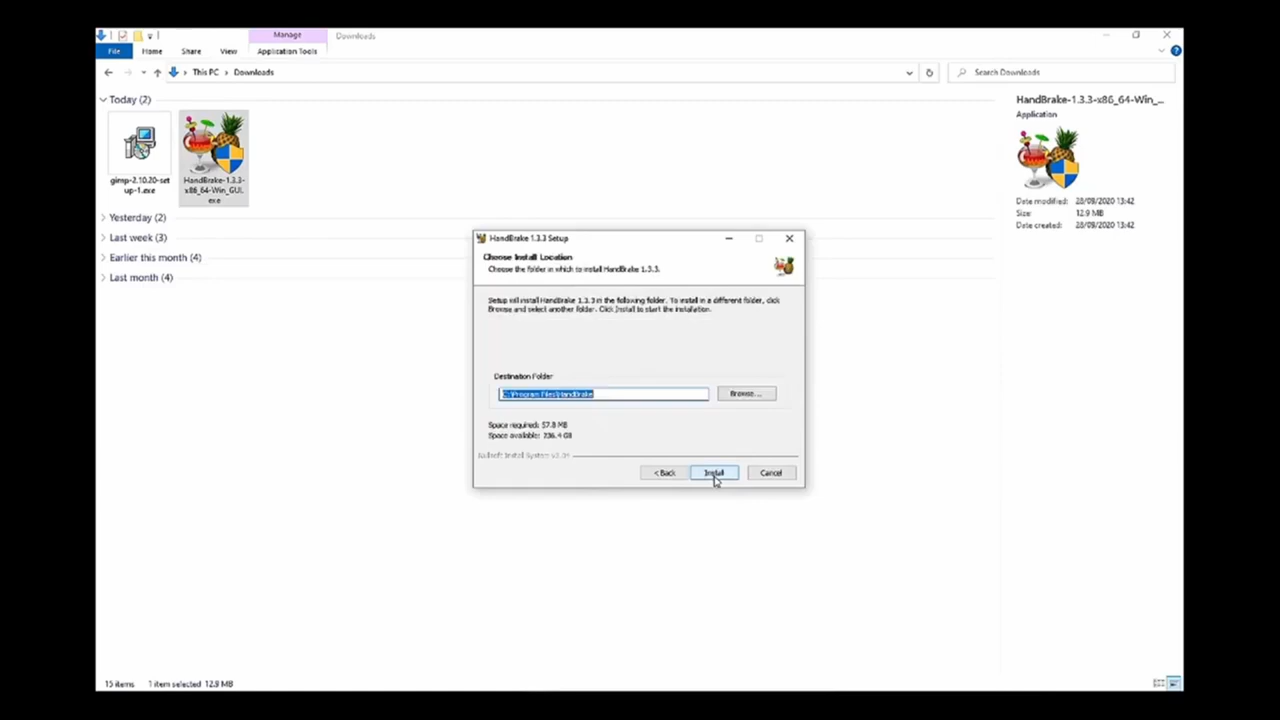 Manage
Downloads
File
Home
Share
View
Application Tools
This PC > Downloads
Search Downloads
Today (2)
gimp-2.10.20-set
up-1.exe
HandBrake-1.3.3-
x86_64-Win_GUI.
exe
Yesterday (2)
Last week (3)
Earlier this month (4)
Last month (4)
HandBrake-1.3.3-x86_64-Win_...
Application
Date modified: 28/09/2020 13:42
Size: 12.9 MB
Date created: 28/09/2020 13:42
HandBrake 1.3.3 Setup
Choose Install Location
Choose the folder in which to install HandBrake 1.3.3.
Setup will install HandBrake 1.3.3 in the following folder. To install in a different folder, click
Browse and select another folder. Click Install to start the installation.
Destination Folder
C:\Program Files\HandBrake
Browse...
Space required: 57.8 MB
Space available: 236.4 GB
Nullsoft Install System
< Back
Install
Cancel
15 items
1 item selected 12.9 MB